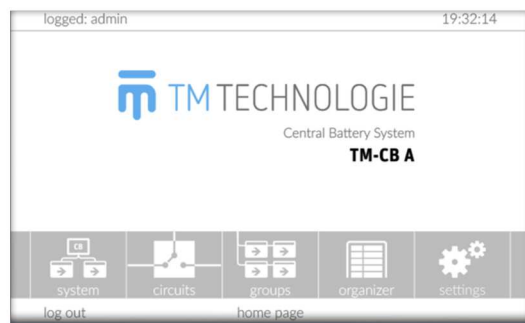 logged: admin 19:32:14
TM TECHNOLOGIE
Central Battery System
TM-CB A
CB
system circuits groups organizer settings
log out home page